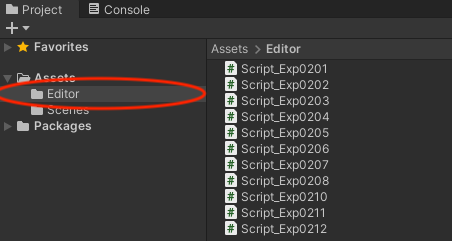 Project
Console
Favorites
Assets
Editor
Scenes
Packages
Assets > Editor
Script_Exp0201
Script_Exp0202
Script_Exp0203
Script_Exp0204
Script_Exp0205
Script_Exp0206
Script_Exp0207
Script_Exp0208
Script_Exp0210
Script_Exp0211
Script_Exp0212